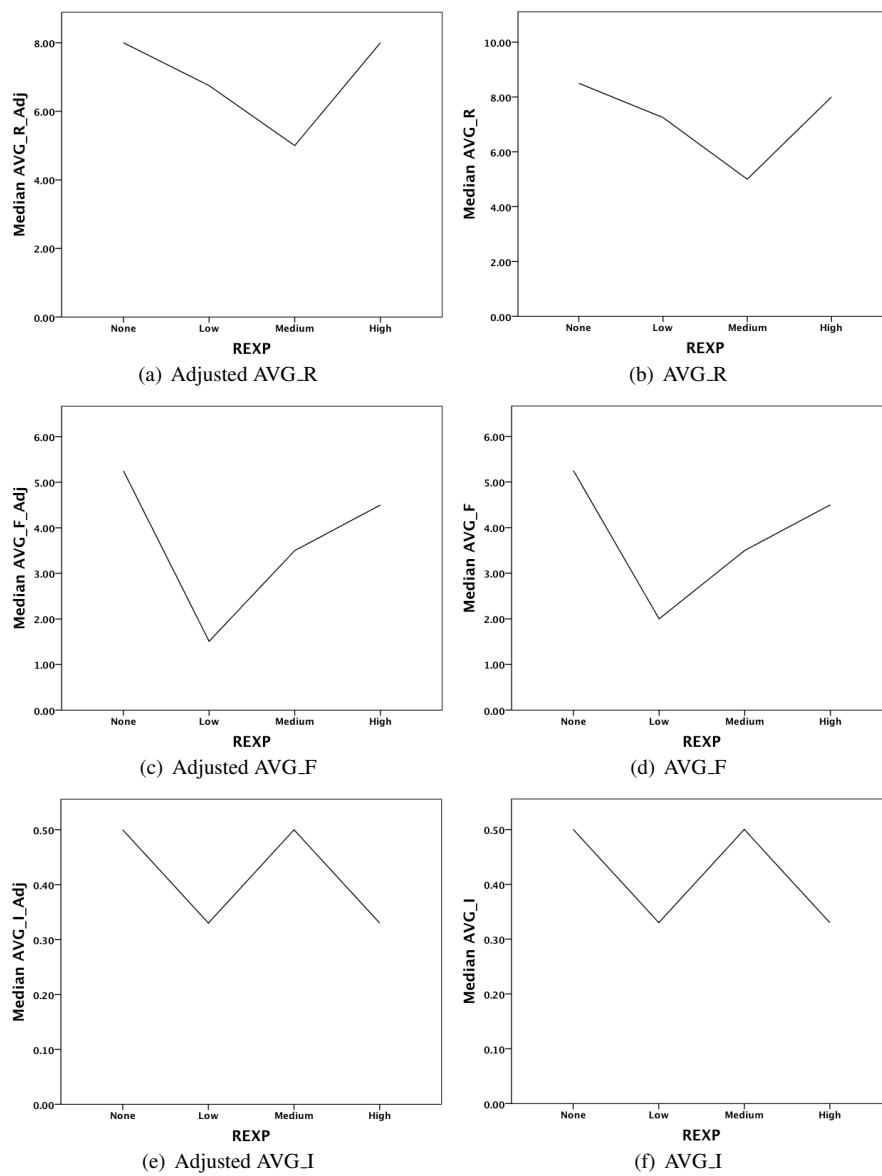 Median AVG_R_Adj
8.00
6.00
4.00
2.00
0.00
None Low Medium High
REXP
(a) Adjusted AVG_R
Median AVG_R
10.00
8.00
6.00
4.00
2.00
0.00
None Low Medium High
REXP
(b) AVG_R
Median AVG_F_Adj
6.00
5.00
4.00
3.00
2.00
1.00
0.00
None Low Medium High
REXP
(c) Adjusted AVG_F
Median AVG_F
6.00
5.00
4.00
3.00
2.00
1.00
0.00
None Low Medium High
REXP
(d) AVG_F
Median AVG_I_Adj
0.50
0.40
0.30
0.20
0.10
0.00
None Low Medium High
REXP
(e) Adjusted AVG_I
Median AVG_I
0.50
0.40
0.30
0.20
0.10
0.00
None Low Medium High
REXP
(f) AVG_I